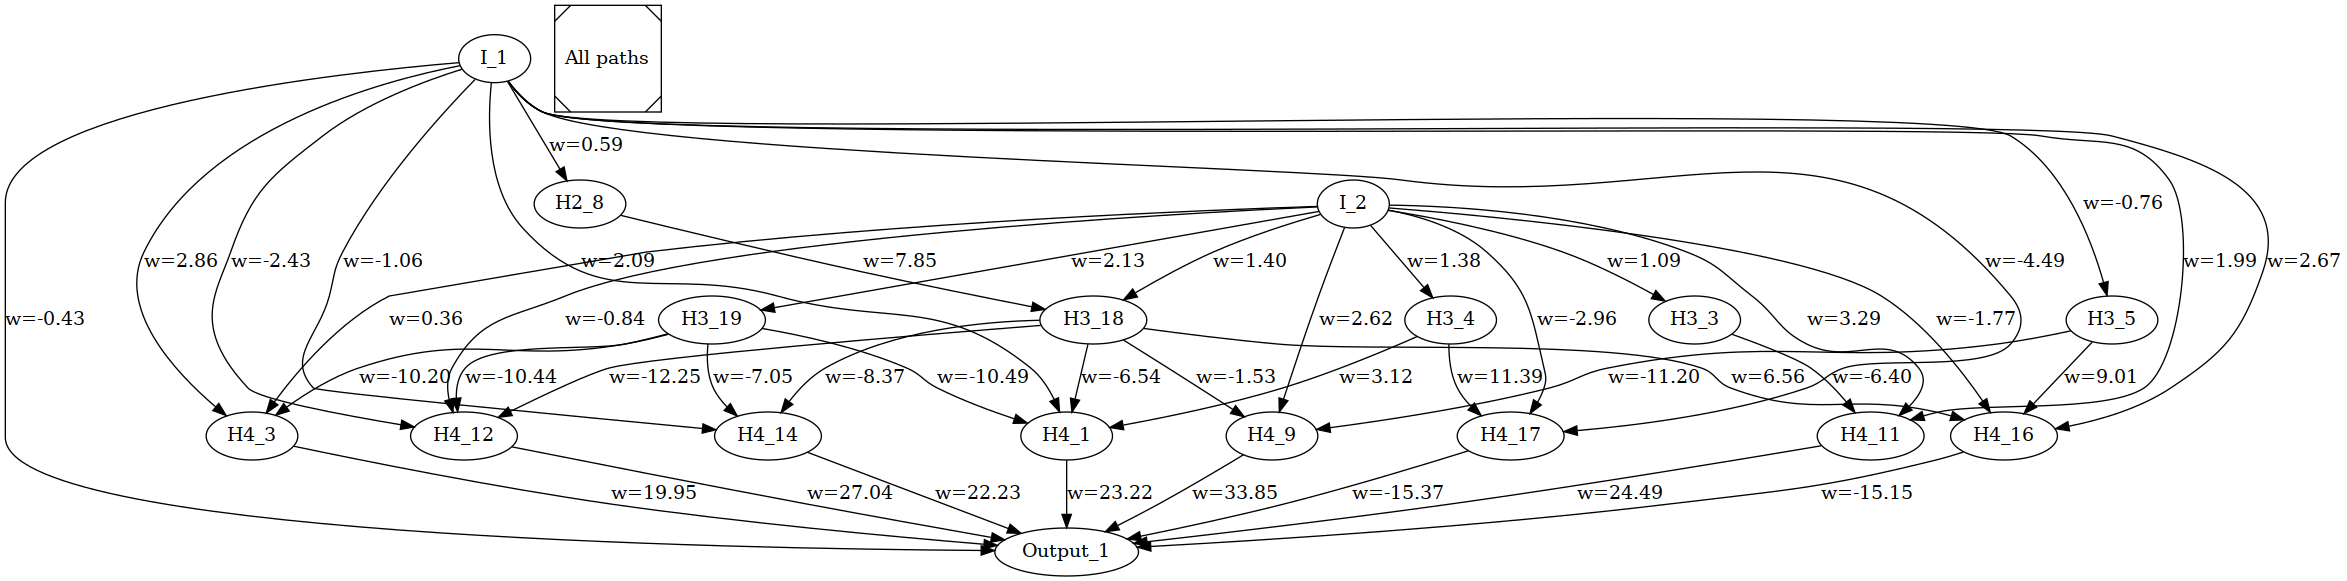 I_1
All paths
w=0.59
H2_8
I_2
w=-0.76
w=2.86
w=-2.43
w=-1.06
w=2.09
w=7.85
w=2.13
w=1.40
w=1.38
w=1.09
w=-4.49
w=1.99
w=2.67
w=-0.43
w=0.36
w=-0.84
H3_19
H3_18
w=2.62
H3_4
w=-2.96
H3_3
w=3.29
w=-1.77
H3_5
w=-10.20
w=-10.44
w=-12.25
w=-7.05
w=-8.37
w=-10.49
w=-6.54
w=-1.53
w=3.12
w=11.39
w=-11.20
w=6.56
w=-6.40
w=9.01
H4_3
H4_12
H4_14
H4_1
H4_9
H4_17
H4_11
H4_16
w=19.95
w=27.04
w=22.23
w=23.22
w=33.85
w=-15.37
w=24.49
w=-15.15
Output_1